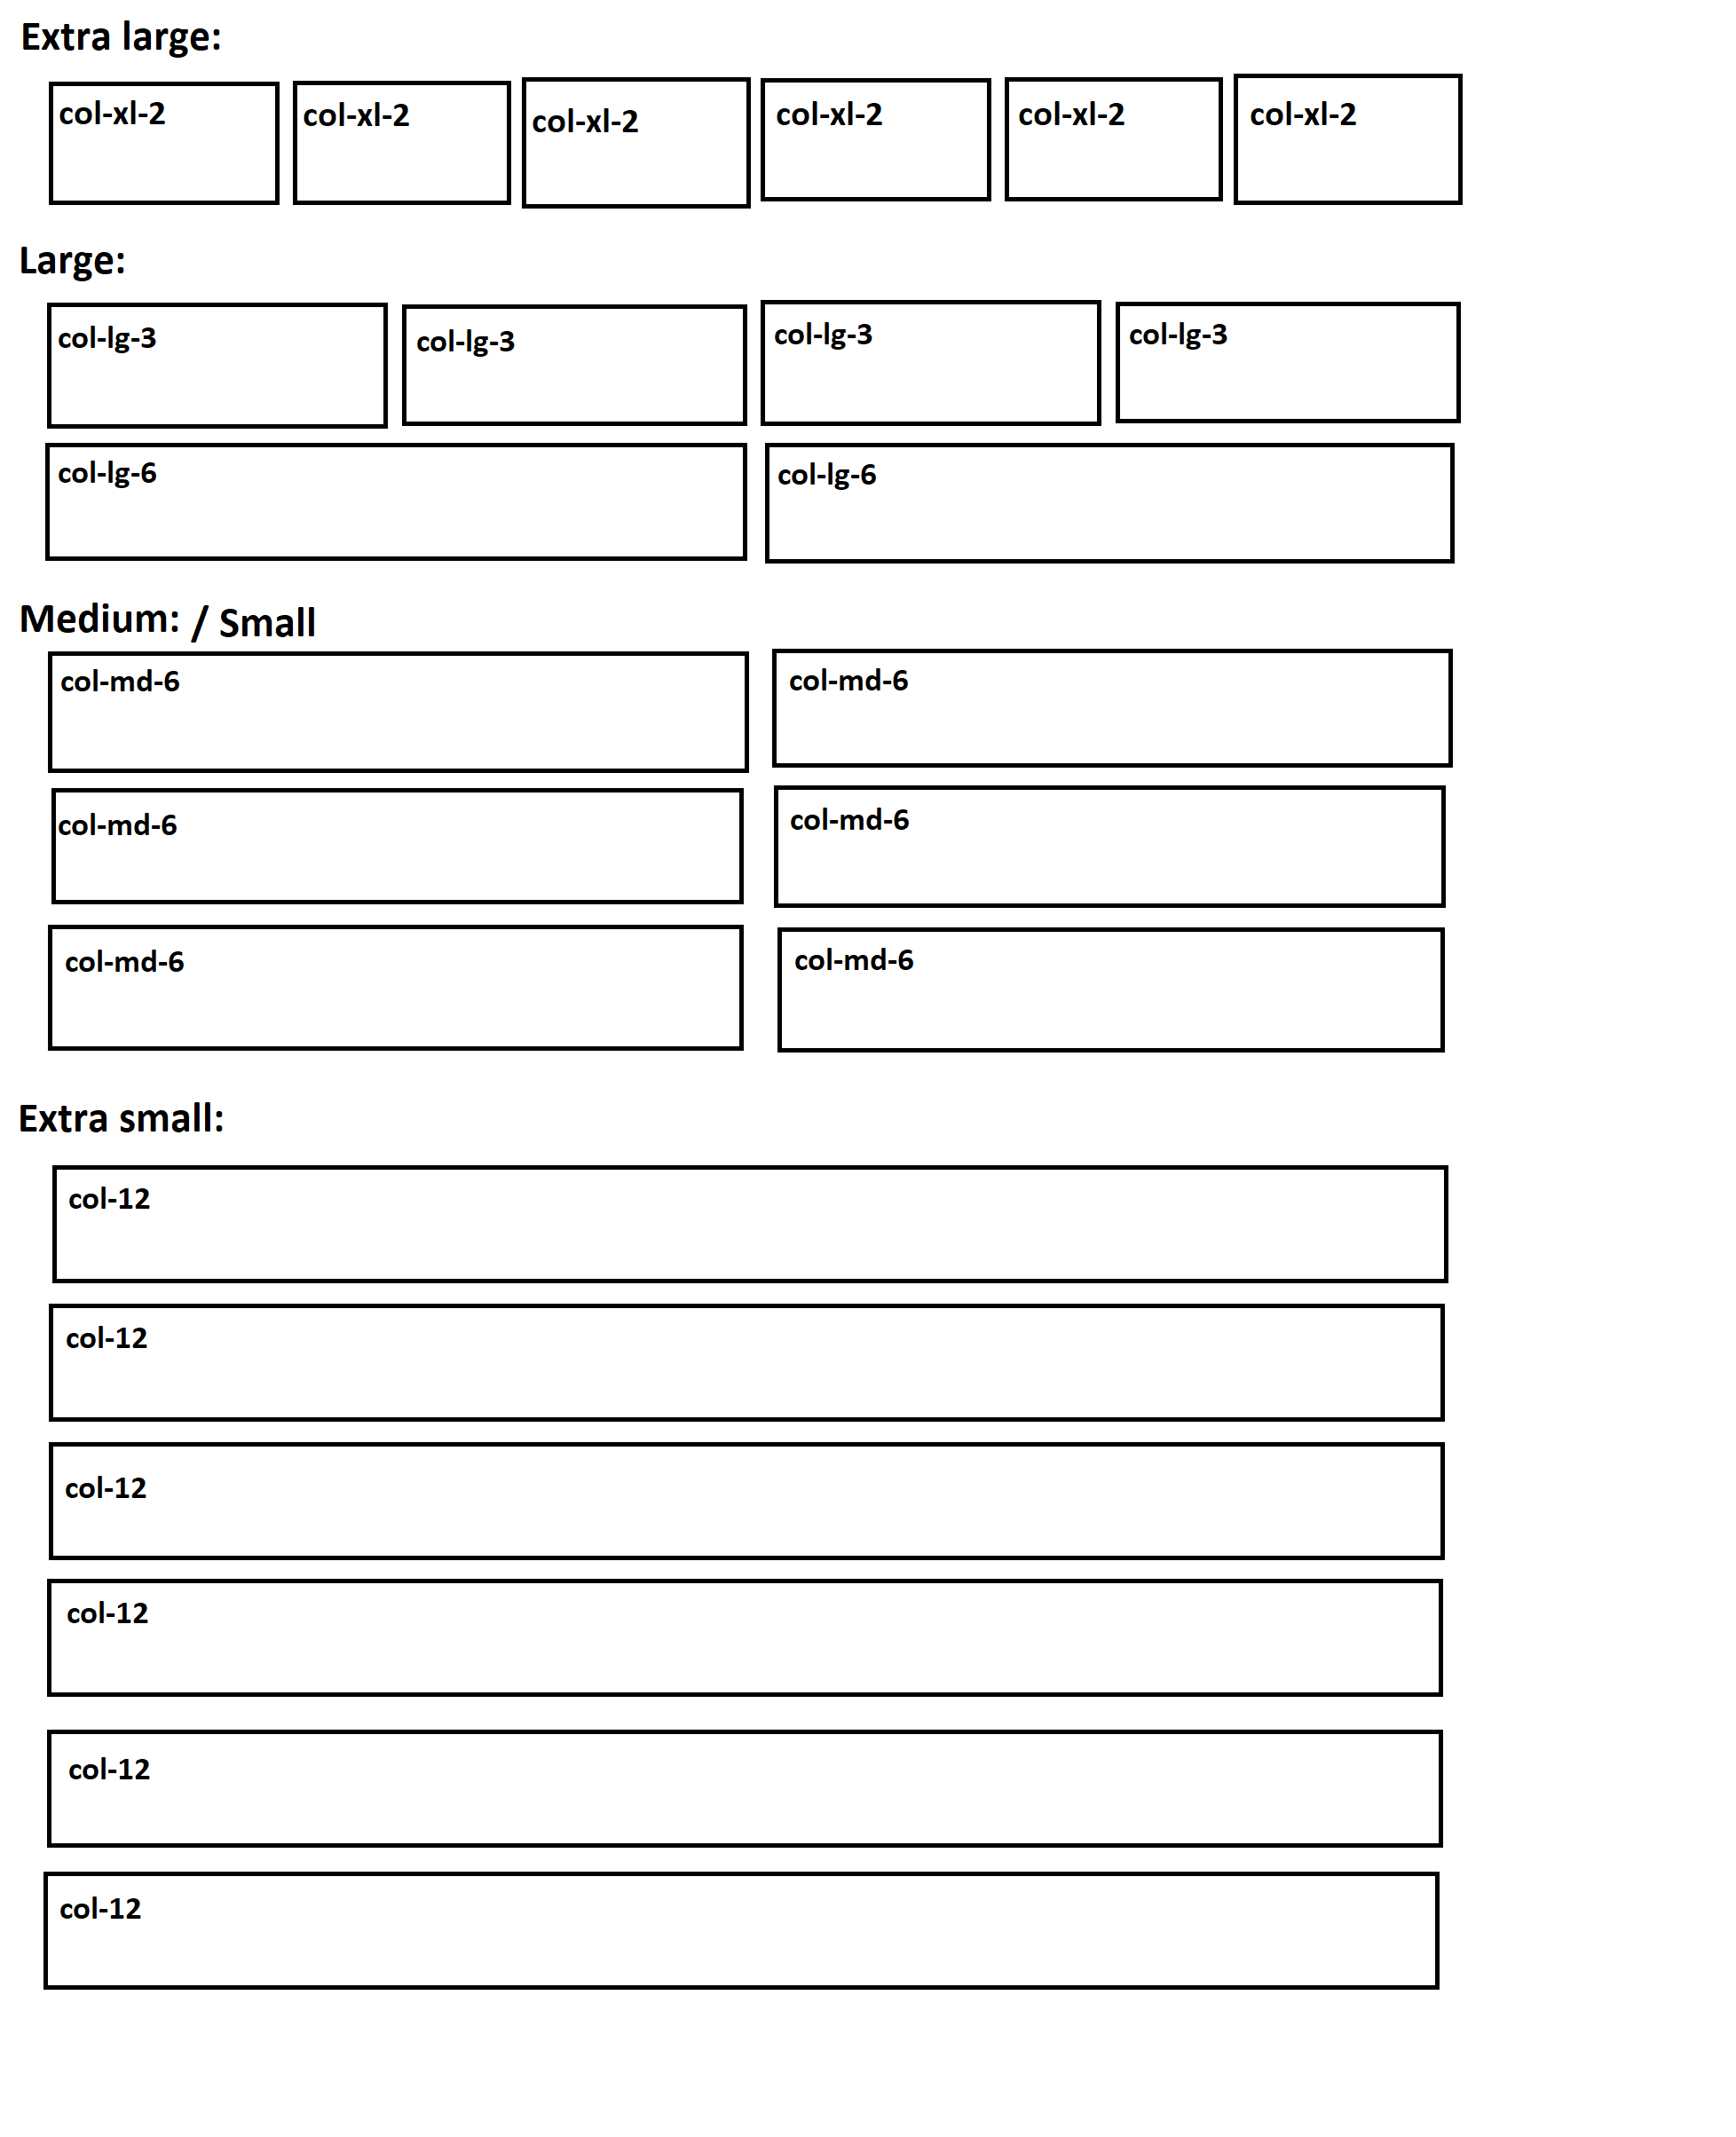 Extra large:
col-xl-2 col-xl-2 col-xl-2 col-xl-2 col-xl-2 col-xl-2
Large:
col-lg-3 col-lg-3 col-lg-3 col-lg-3
col-lg-6 col-lg-6
Medium: / Small
col-md-6 col-md-6
col-md-6 col-md-6
col-md-6 col-md-6
Extra small:
col-12
col-12
col-12
col-12
col-12
col-12